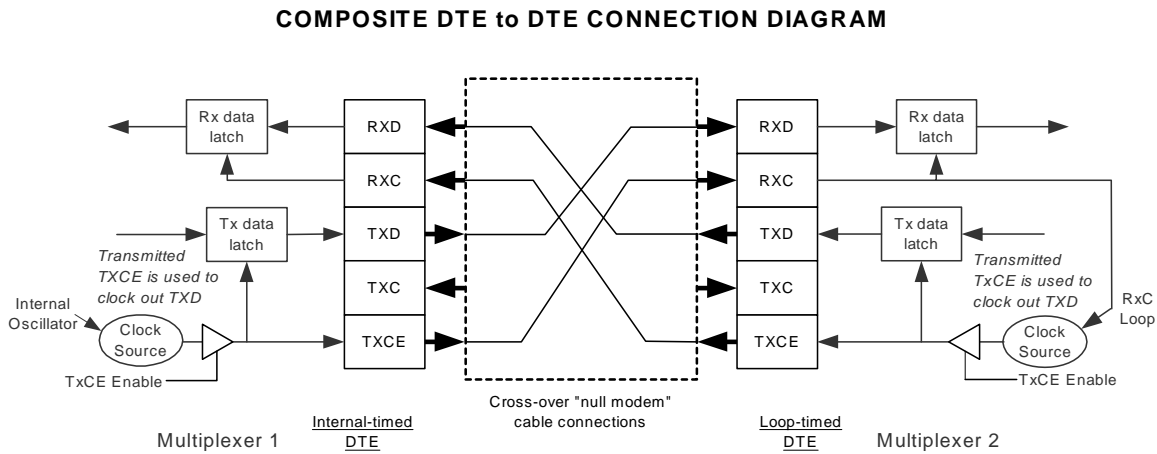 COMPOSITE DTE to DTE CONNECTION DIAGRAM
Rx data
latch
RXD
RXC
TXD
TXC
TXCE
Tx data
latch
Transmitted
TXCE is used to
clock out TXD
Internal
Oscillator
Clock
Source
TxCE Enable
Multiplexer 1
Internal-timed
DTE
Cross-over "null modem"
cable connections
RXD
RXC
TXD
TXC
TXCE
Rx data
latch
Tx data
latch
Transmitted
TxCE is used to
clock out TXD
RxC
Loop
Clock
Source
TxCE Enable
Loop-timed
DTE
Multiplexer 2